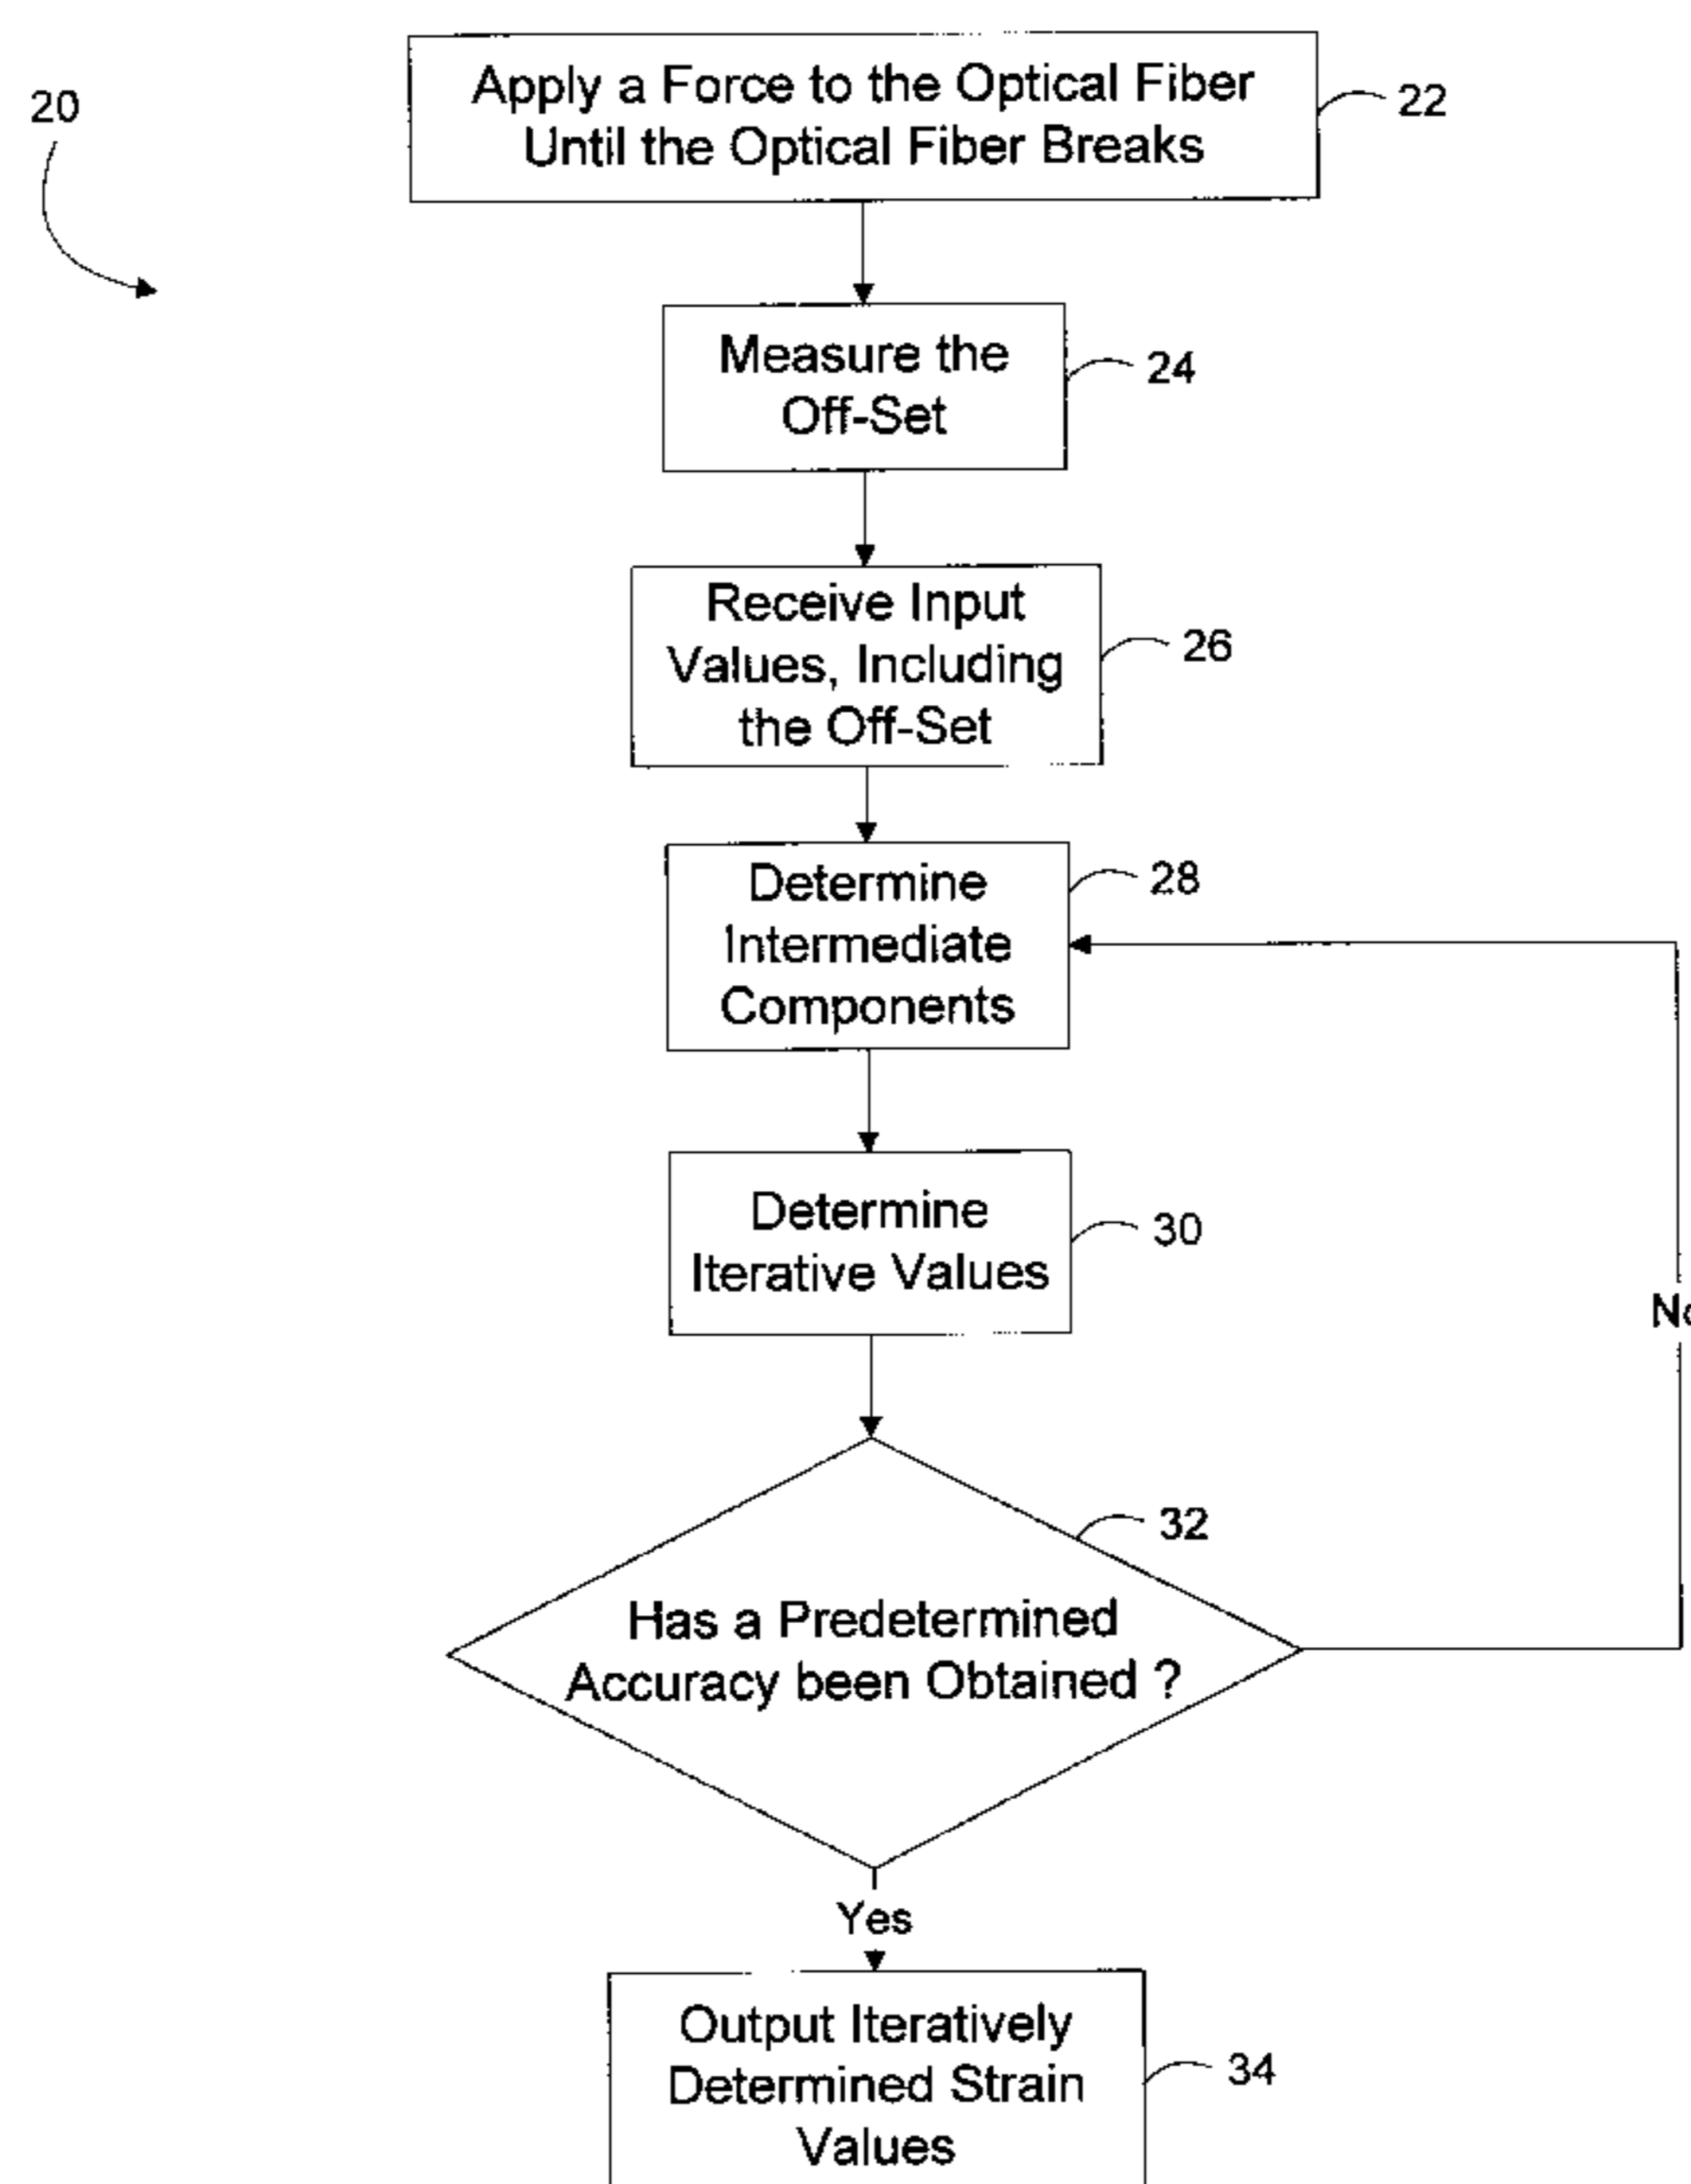 Apply a Force to the Optical Fiber
Until the Optical Fiber Breaks
22
20
Measure the
Off-Set
24
Receive Input
Values, Including
the Off-Set
26
Determine
Intermediate
Components
28
Determine
Iterative Values
30
No
Has a Predetermined
Accuracy been Obtained ?
32
Yes
Output Iteratively
Determined Strain
Values
34